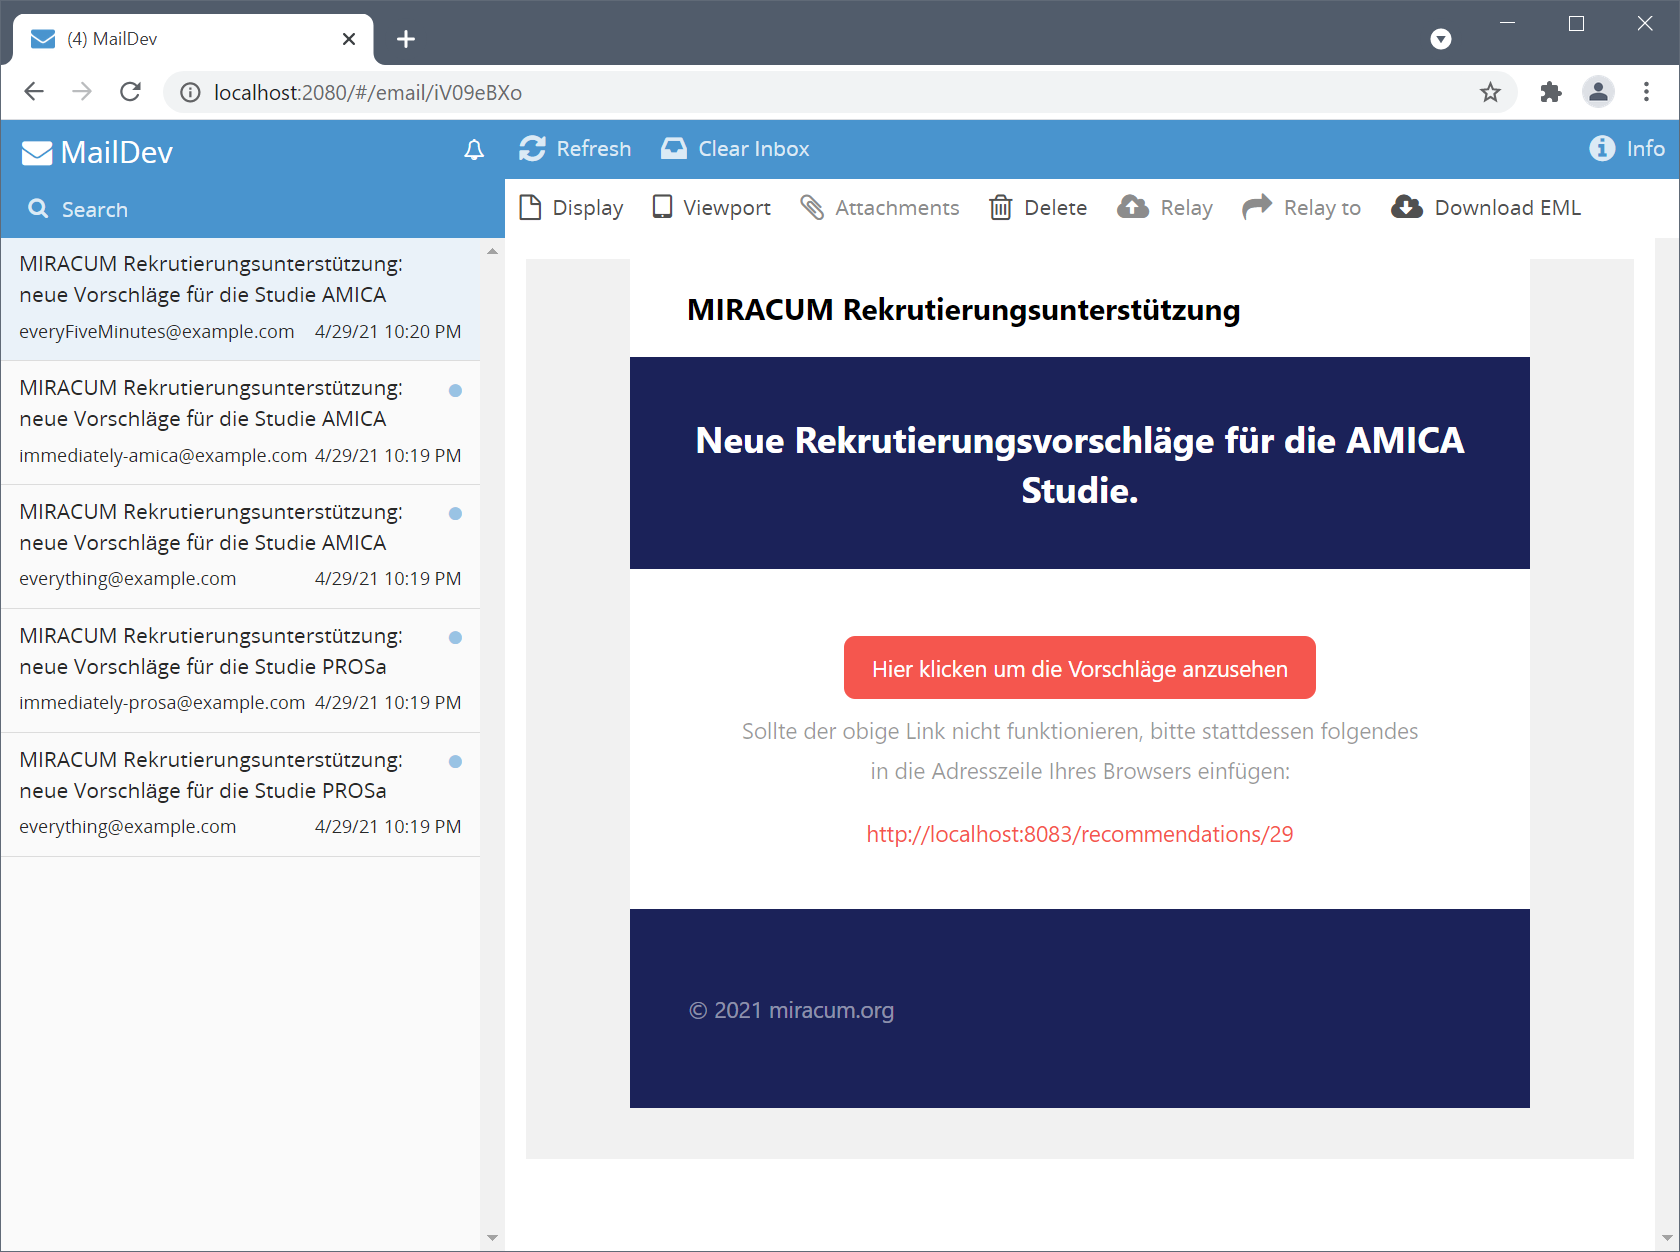 (4) MailDev
localhost:2080/#/email/iV09eBXo
MailDev
Search
Refresh
Clear Inbox
Info
Display
Viewport
Attachments
Delete
Relay
Relay to
Download EML
MIRACUM Rekrutierungsunterstützung:
neue Vorschläge für die Studie AMICA
everyFiveMinutes@example.com 4/29/21 10:20 PM
MIRACUM Rekrutierungsunterstützung:
neue Vorschläge für die Studie AMICA
immediately-amica@example.com 4/29/21 10:19 PM
MIRACUM Rekrutierungsunterstützung:
neue Vorschläge für die Studie AMICA
everything@example.com 4/29/21 10:19 PM
MIRACUM Rekrutierungsunterstützung:
neue Vorschläge für die Studie PROSa
immediately-prosa@example.com 4/29/21 10:19 PM
MIRACUM Rekrutierungsunterstützung:
neue Vorschläge für die Studie PROSa
everything@example.com 4/29/21 10:19 PM
MIRACUM Rekrutierungsunterstützung
Neue Rekrutierungsvorschläge für die AMICA
Studie.
Hier klicken um die Vorschläge anzusehen
Sollte der obige Link nicht funktionieren, bitte stattdessen folgendes
in die Adresszeile Ihres Browsers einfügen:
http://localhost:8083/recommendations/29
© 2021 miracum.org